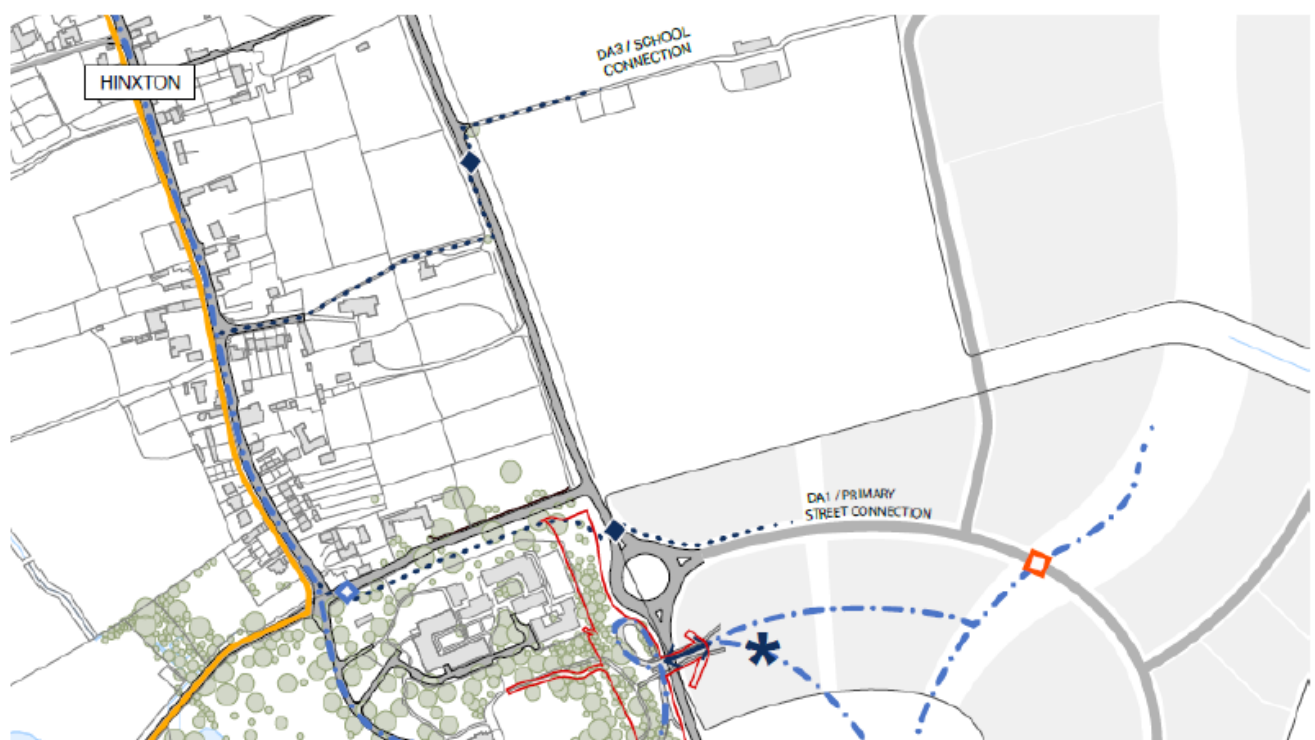 DA3 / SCHOOL
CONNECTION
HINXTON
DA1 / PRIMARY
STREET CONNECTION